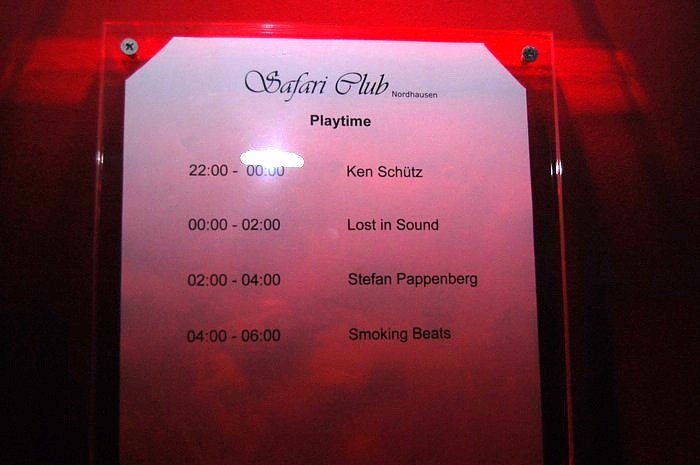 Safari Club Nordhausen
Playtime
22:00 - 00:00 Ken Schütz
00:00 - 02:00 Lost in Sound
02:00 - 04:00 Stefan Pappenberg
04:00 - 06:00 Smoking Beats